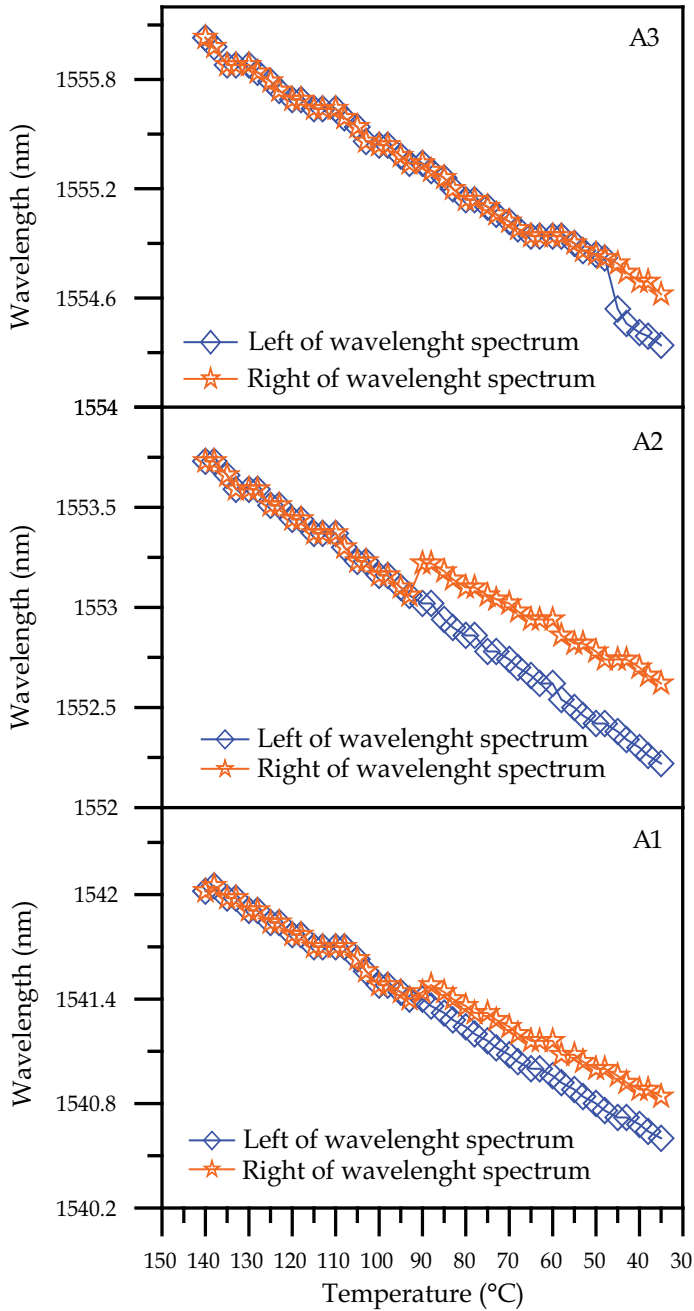 A3
1555.8
1555.2
1554.6
1554
Wavelength (nm)
Left of wavelenght spectrum
Right of wavelenght spectrum
A2
1553.5
1553
1552.5
1552
Wavelength (nm)
Left of wavelenght spectrum
Right of wavelenght spectrum
A1
1542
1541.4
1540.8
1540.2
Wavelength (nm)
Left of wavelenght spectrum
Right of wavelenght spectrum
150 140 130 120 110 100 90 80 70 60 50 40 30
Temperature (°C)